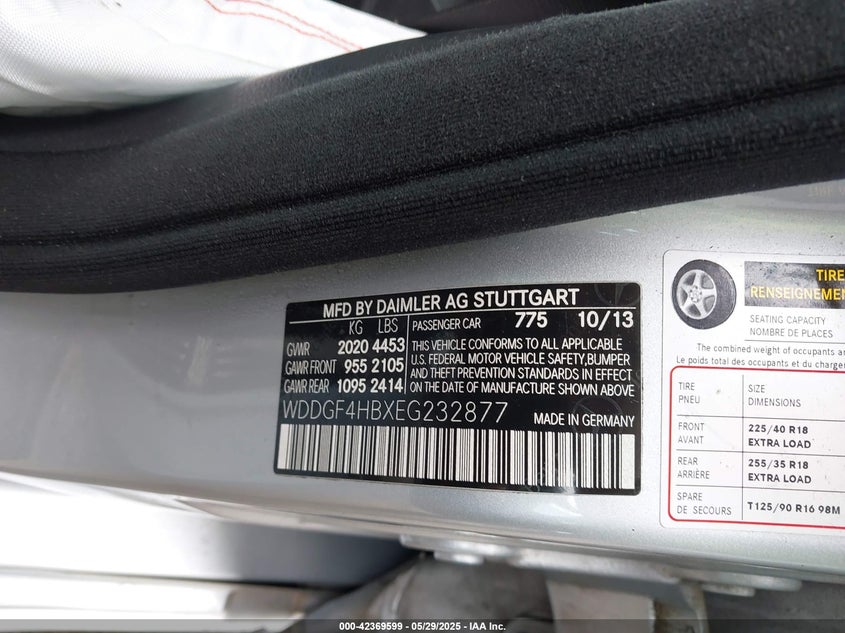 MFD BY DAIMLER AG STUTTGART
KG LBS PASSENGER CAR 775 10/13
GVWR 2020 4453
GAWR FRONT 955 2105
GAWR REAR 1095 2414
THIS VEHICLE CONFORMS TO ALL APPLICABLE
U.S. FEDERAL MOTOR VEHICLE SAFETY,BUMPER
AND THEFT PREVENTION STANDARDS IN EFFECT
ON THE DATE OF MANUFACTURE SHOWN ABOVE
WDDGF4HBXEG232877 MADE IN GERMANY
TIRE
RENSEIGNEMEN
SEATING CAPACITY
NOMBRE DE PLACES
The combined weight of occupants a
Le poids total des occupants et du charge
TIRE SIZE
PNEU DIMENSIONS
FRONT 225/40 R18
AVANT EXTRA LOAD
REAR 255/35 R18
ARRIÈRE EXTRA LOAD
SPARE T125/90 R16 98M
DE SECOURS
000-42369599 - 05/29/2025 - IAA Inc.